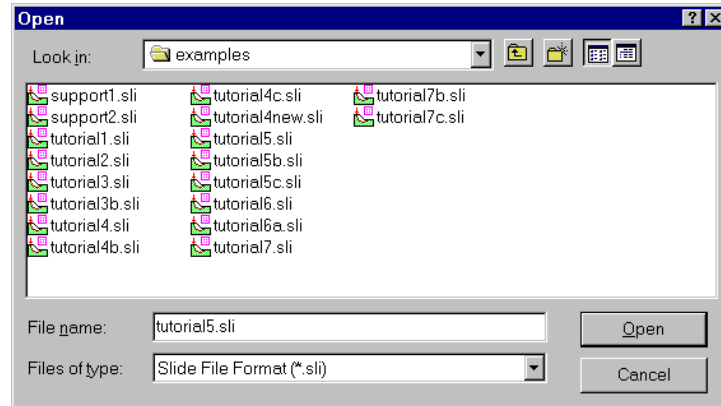 Open
Look in: examples
support1.sli tutorial4c.sli tutorial7b.sli
support2.sli tutorial4new.sli tutorial7c.sli
tutorial1.sli tutorial5.sli
tutorial2.sli tutorial5b.sli
tutorial3.sli tutorial5c.sli
tutorial3b.sli tutorial6.sli
tutorial4.sli tutorial6a.sli
tutorial4b.sli tutorial7.sli
File name: tutorial5.sli Open
Files of type: Slide File Format (*.sli) Cancel